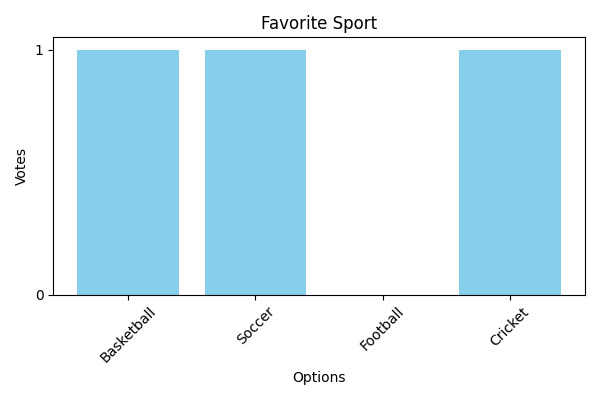 Favorite Sport
1
Votes
0
Basketball
Soccer
Football
Cricket
Options